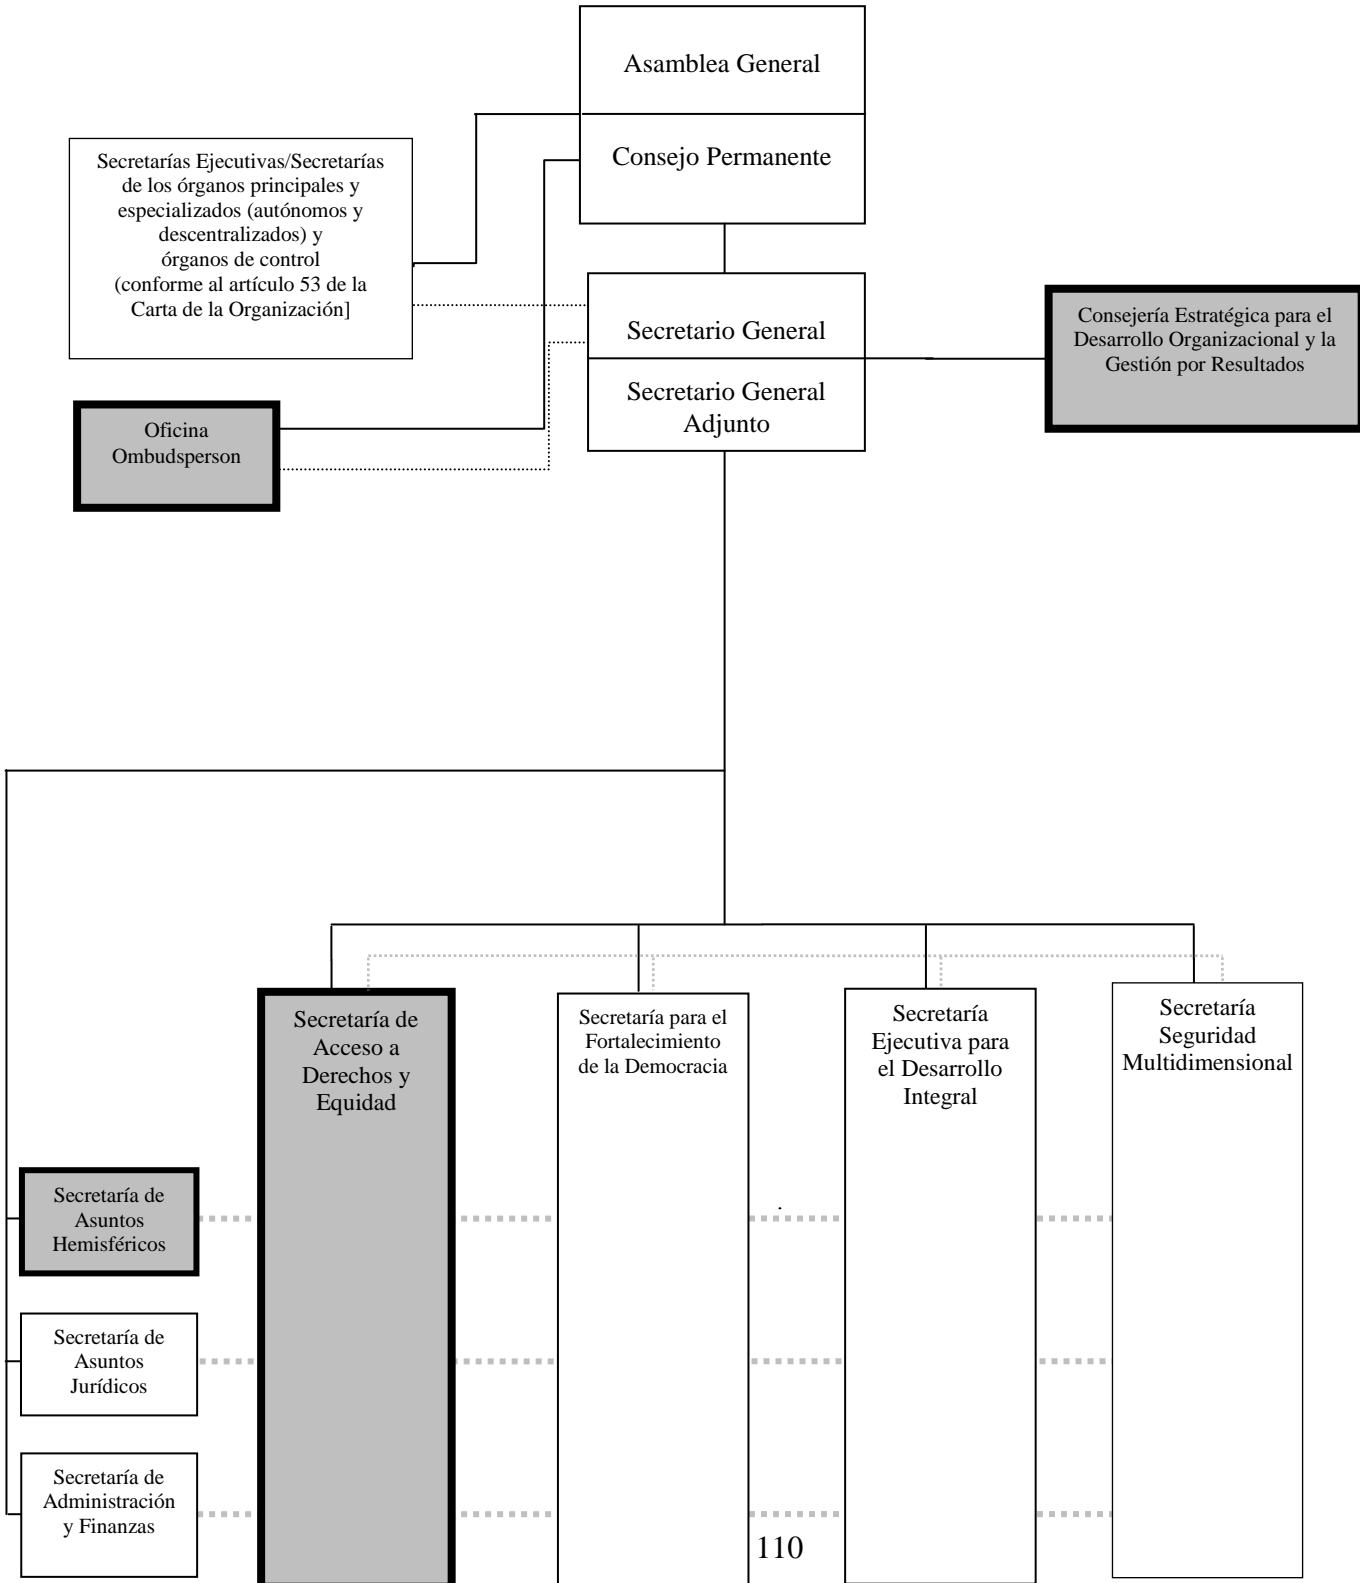 Asamblea General
Consejo Permanente
Secretarías Ejecutivas/Secretarías
de los órganos principales y
especializados (autónomos y
descentralizados) y
órganos de control
(conforme al artículo 53 de la
Carta de la Organización]
Secretario General
Secretario General
Adjunto
Consejería Estratégica para el
Desarrollo Organizacional y la
Gestión por Resultados
Oficina
Ombudsperson
Secretaría de
Acceso a
Derechos y
Equidad
Secretaría para el
Fortalecimiento
de la Democracia
Secretaría
Ejecutiva para
el Desarrollo
Integral
Secretaría
Seguridad
Multidimensional
Secretaría de
Asuntos
Hemisféricos
Secretaría de
Asuntos
Jurídicos
Secretaría de
Administración
y Finanzas
110